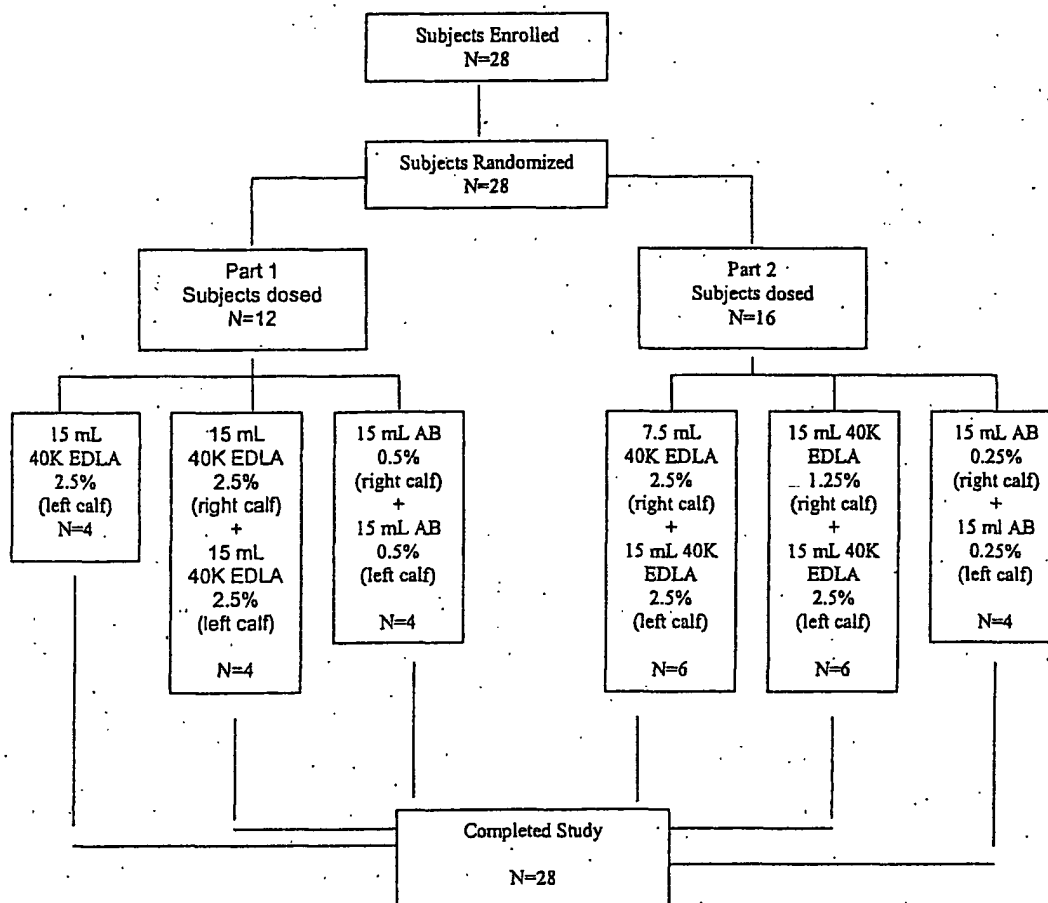 Subjects Enrolled
N=28
Subjects Randomized
N=28
Part 1
Subjects dosed
N=12
Part 2
Subjects dosed
N=16
15 mL
40K EDLA
2.5%
(left calf)
N=4
15 mL
40K EDLA
2.5%
(right calf)
+
15 mL
40K EDLA
2.5%
(left calf)
N=4
15 mL AB
0.5%
(right calf)
+
15 mL AB
0.5%
(left calf)
N=4
7.5 mL
40K EDLA
2.5%
(right calf)
+
15 mL 40K
EDLA
2.5%
(left calf)
N=6
15 mL 40K
EDLA
1.25%
(right calf)
+
15 mL 40K
EDLA
2.5%
(left calf)
N=6
15 mL AB
0.25%
(right calf)
+
15 ml AB
0.25%
(left calf)
N=4
Completed Study
N=28